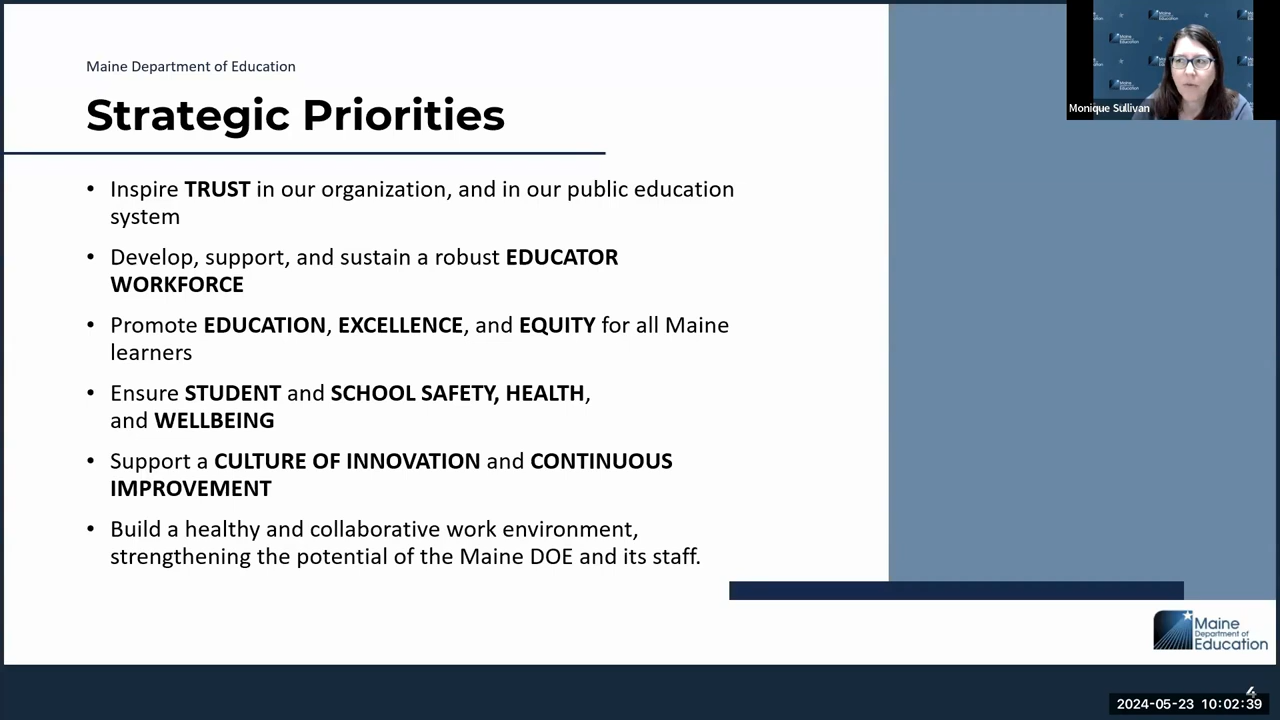 Maine Department of Education
Strategic Priorities
• Inspire TRUST in our organization, and in our public education
system
• Develop, support, and sustain a robust EDUCATOR
WORKFORCE
• Promote EDUCATION, EXCELLENCE, and EQUITY for all Maine
learners
• Ensure STUDENT and SCHOOL SAFETY, HEALTH,
and WELLBEING
• Support a CULTURE OF INNOVATION and CONTINUOUS
IMPROVEMENT
• Build a healthy and collaborative work environment,
strengthening the potential of the Maine DOE and its staff.
Monique Sullivan
Maine
Department of
Education
4
2024-05-23 10:02:39